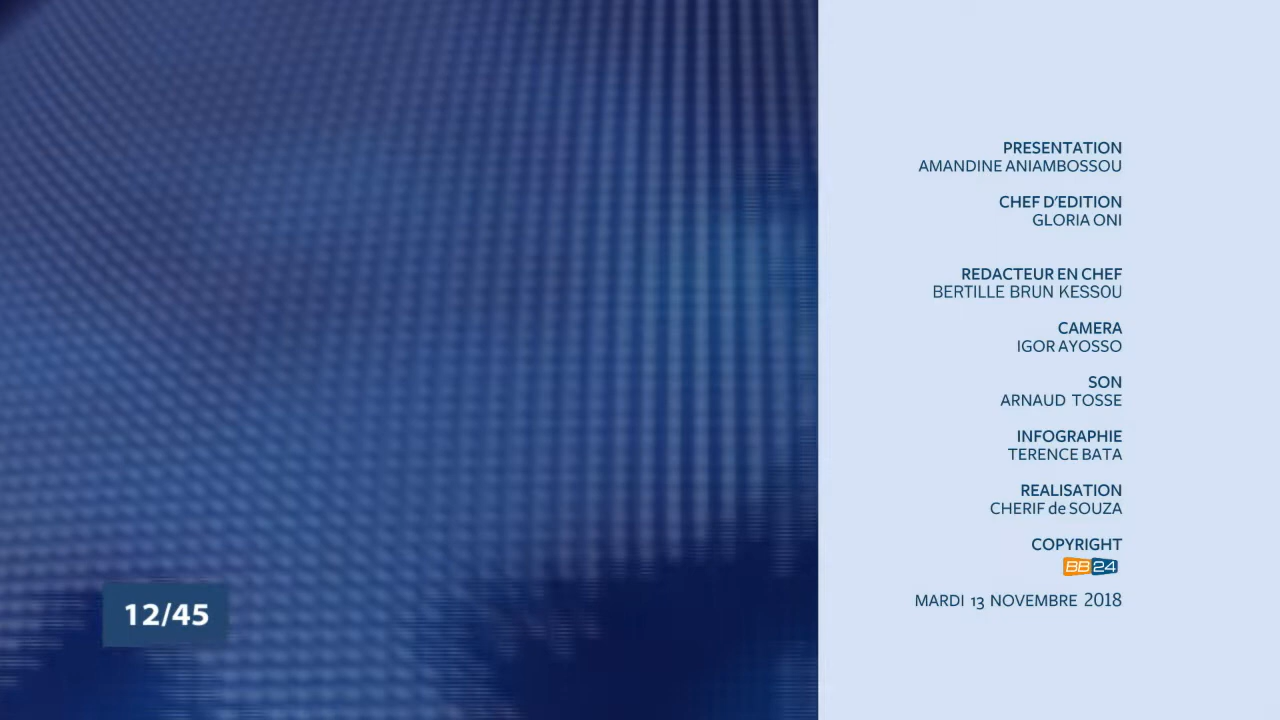 PRESENTATION
AMANDINE ANIAMBOSSOU
CHEF D'EDITION
GLORIA ONI
REDACTEUR EN CHEF
BERTILLE BRUN KESSOU
CAMERA
IGOR AYOSSO
SON
ARNAUD TOSSE
INFOGRAPHIE
TERENCE BATA
REALISATION
CHERIF de SOUZA
COPYRIGHT
BB24
MARDI 13 NOVEMBRE 2018
12/45